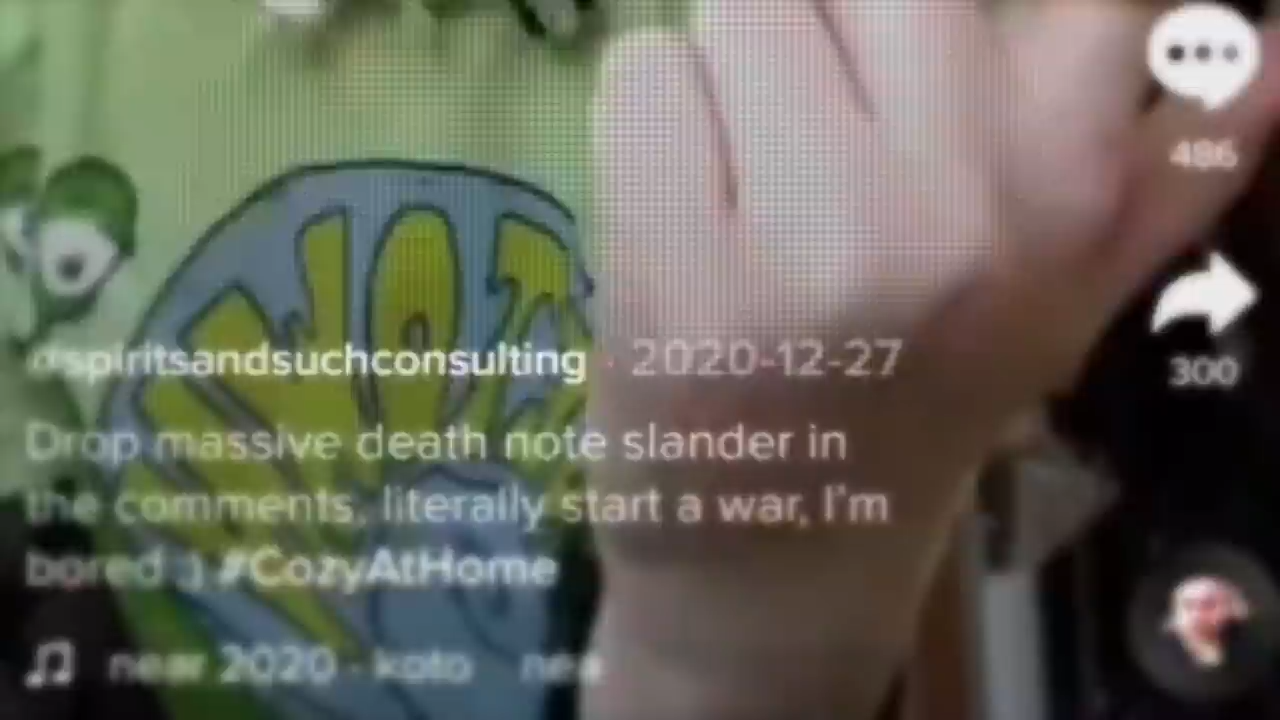 486
300
@spiritsandsuchconsulting · 2020-12-27
Drop massive death note slander in
the comments, literally start a war, I'm
bored :) #CozyAtHome
near 2020 - koto nea